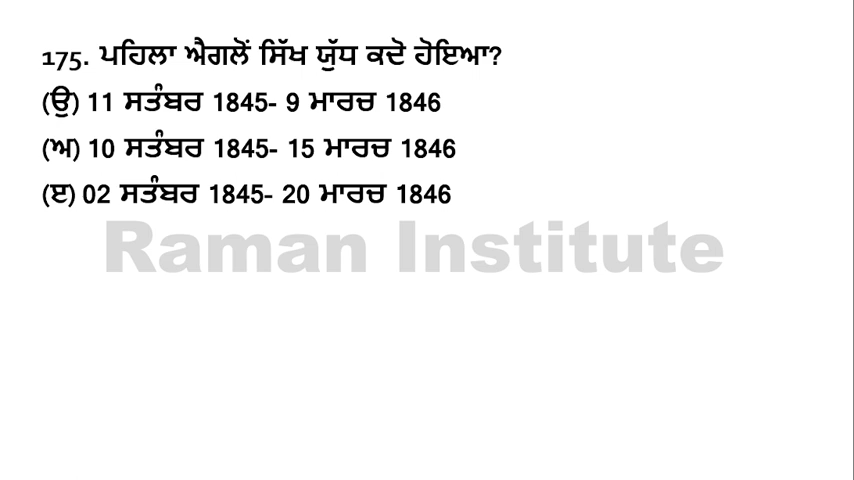 175. ਪਹਿਲਾ ਐਗਲੋਂ ਸਿੱਖ ਯੁੱਧ ਕਦੋ ਹੋਇਆ?
(ੳ) 11 ਸਤੰਬਰ 1845- 9 ਮਾਰਚ 1846
(ਅ) 10 ਸਤੰਬਰ 1845- 15 ਮਾਰਚ 1846
(ੲ) 02 ਸਤੰਬਰ 1845- 20 ਮਾਰਚ 1846
Raman Institute